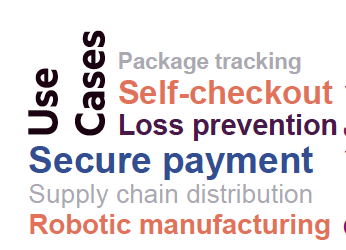 Use
Cases
Package tracking
Self-checkout
Loss prevention
Secure payment
Supply chain distribution
Robotic manufacturing